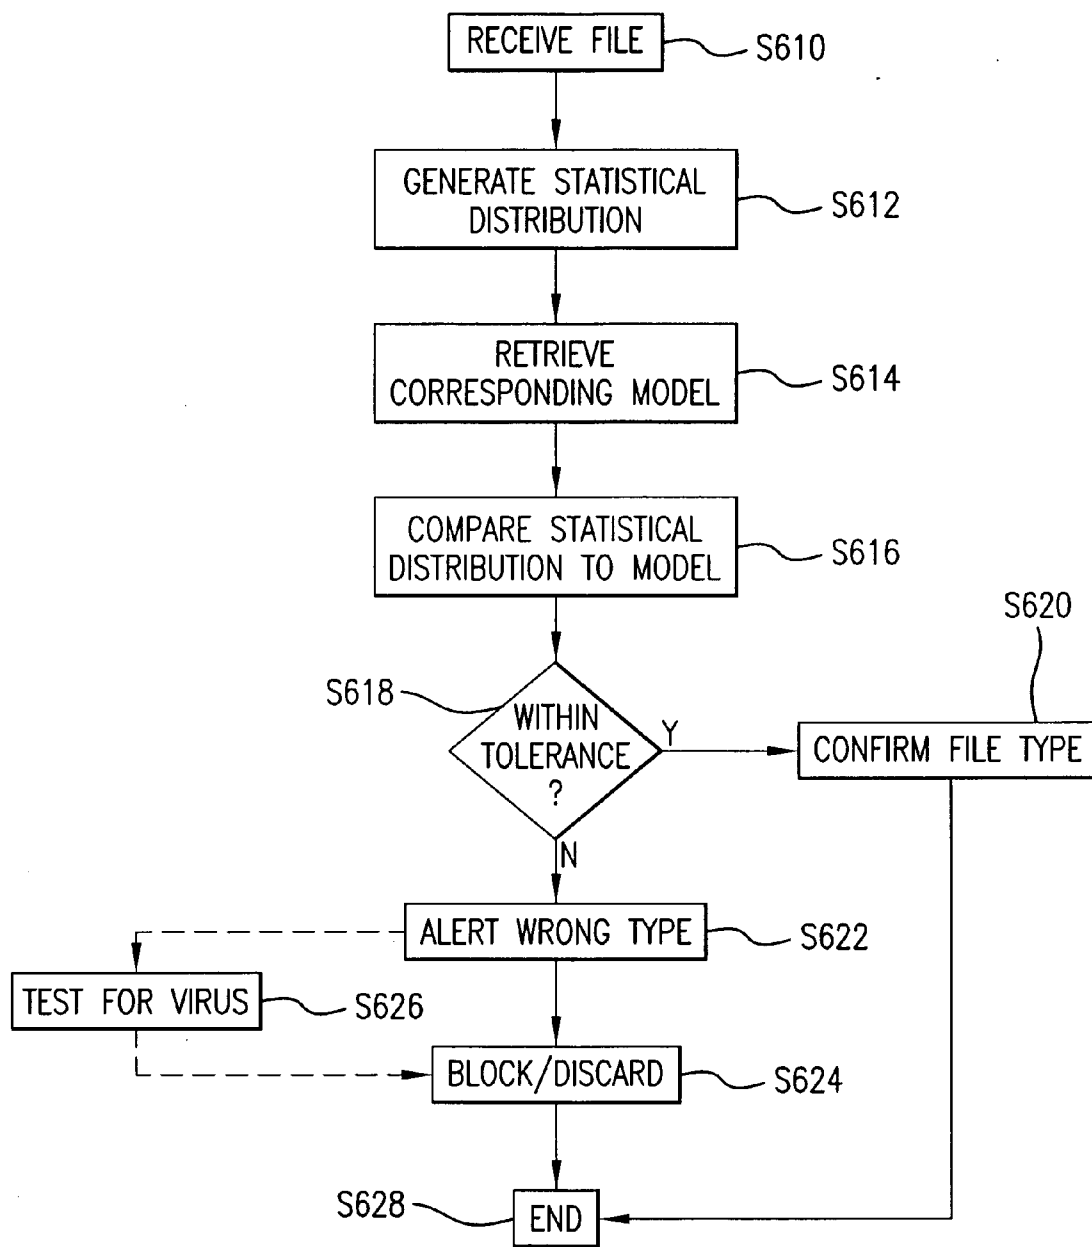 RECEIVE FILE
S610
GENERATE STATISTICAL
DISTRIBUTION
S612
RETRIEVE
CORRESPONDING MODEL
S614
COMPARE STATISTICAL
DISTRIBUTION TO MODEL
S616
S620
S618
WITHIN
TOLERANCE
?
Y
CONFIRM FILE TYPE
N
ALERT WRONG TYPE
S622
TEST FOR VIRUS
S626
BLOCK/DISCARD
S624
S628
END